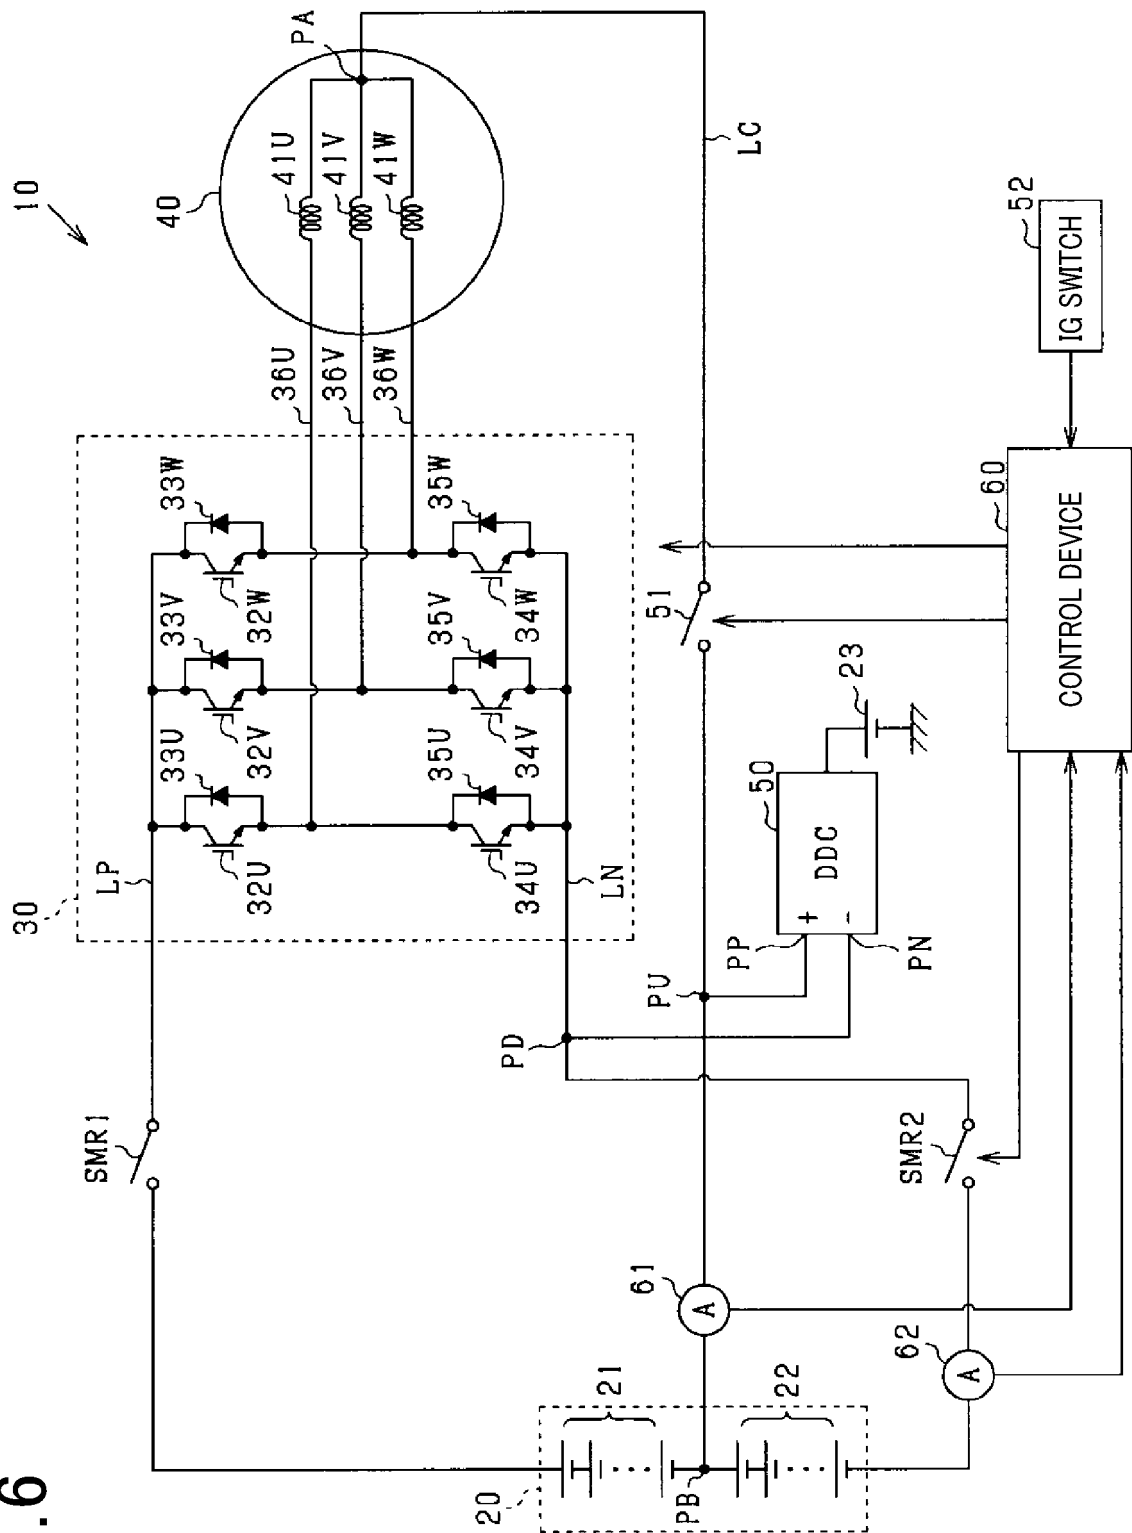 .6
10
40
PA
41U
41V
41W
36U
36V
36W
30
LP
33U
33V
33W
32U
32V
32W
35U
35V
35W
34U
34V
34W
LN
LC
SMR1
PD
PU
PP
PN
50
DDC
+
-
23
51
52
IG SWITCH
60
CONTROL DEVICE
SMR2
61
A
62
A
20
21
22
PB